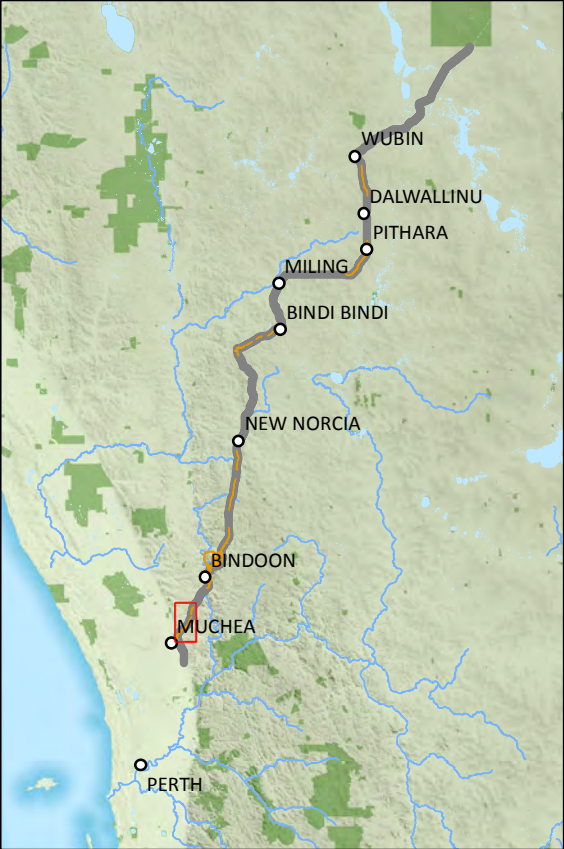 WUBIN
DALWALLINU
PITHARA
MILING
BINDI BINDI
NEW NORCIA
BINDOON
MUCHEA
PERTH